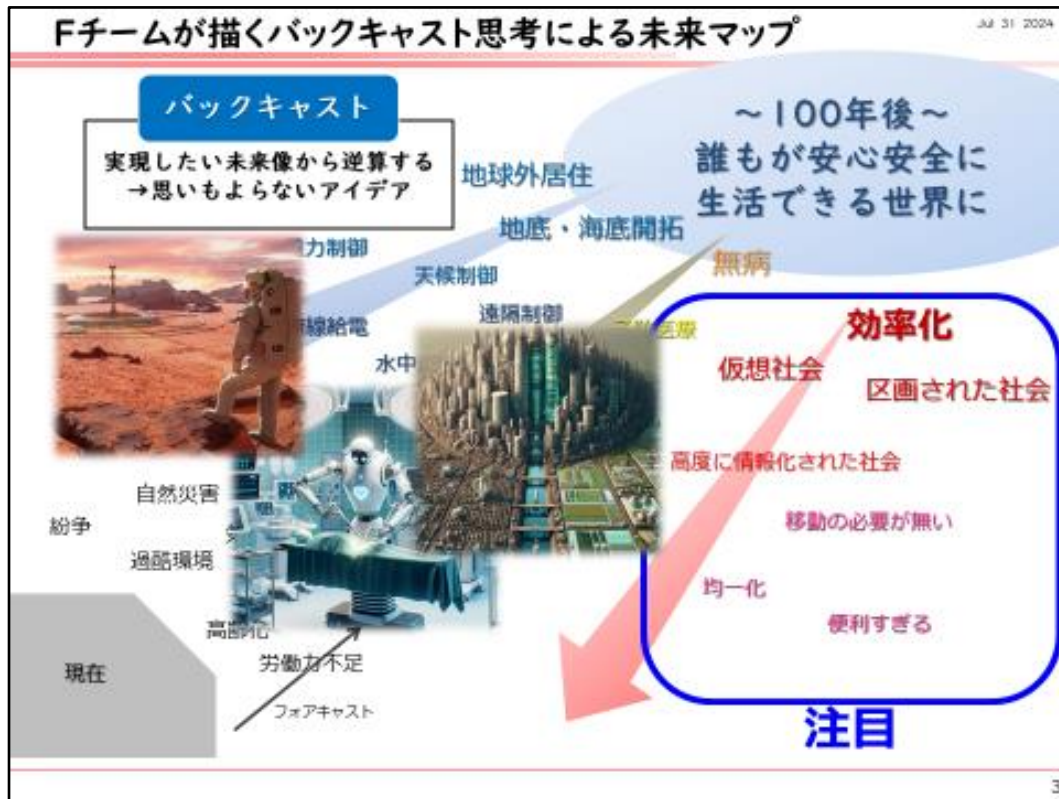 Fチームが描くバックキャスト思考による未来マップ
Jul 31 2024
バックキャスト
実現したい未来像から逆算する
→思いもよらないアイデア
～100年後～
誰もが安心安全に
生活できる世界に
地球外居住
地底・海底開拓
力制御
天候制御
無病
線給電
遠隔制御
医療
水中
効率化
仮想社会
区画された社会
高度に情報化された社会
自然災害
紛争
移動の必要が無い
過酷環境
均一化
高齢化
便利すぎる
労働力不足
現在
フォアキャスト
注目
3